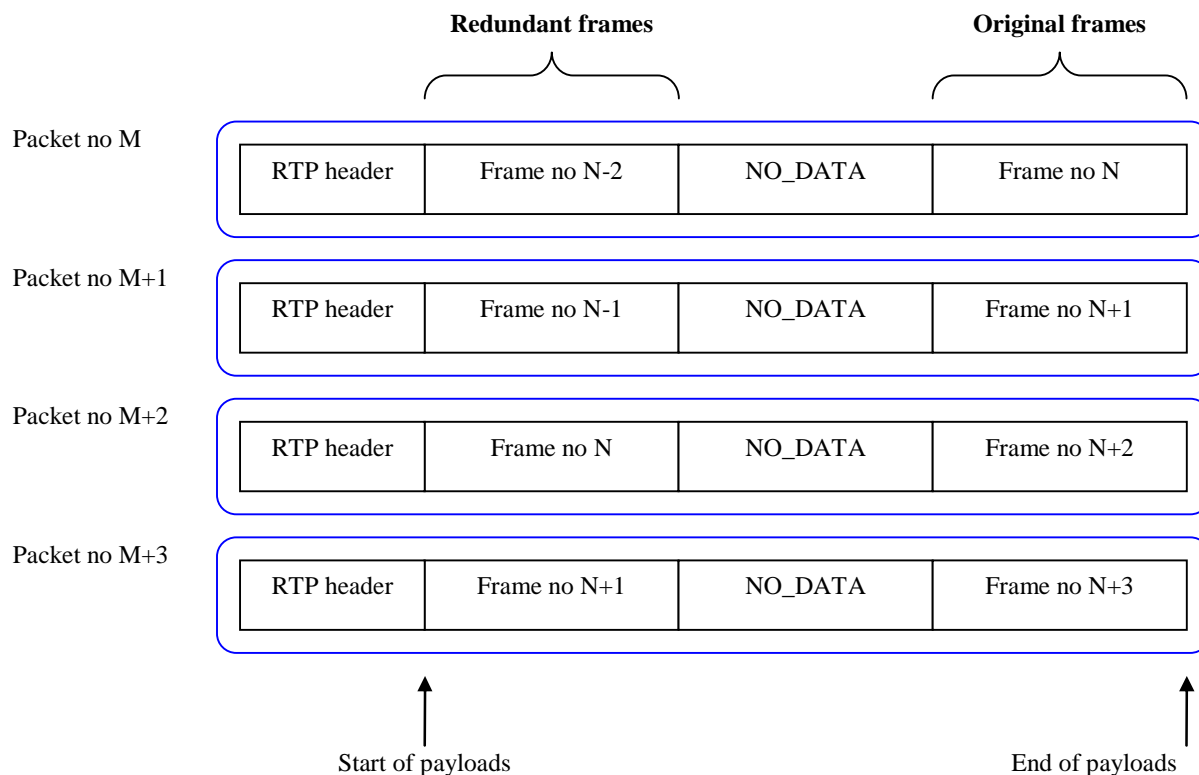 Redundant frames Original frames
Packet no M
RTP header Frame no N-2 NO_DATA Frame no N
Packet no M+1
RTP header Frame no N-1 NO_DATA Frame no N+1
Packet no M+2
RTP header Frame no N NO_DATA Frame no N+2
Packet no M+3
RTP header Frame no N+1 NO_DATA Frame no N+3
Start of payloads End of payloads